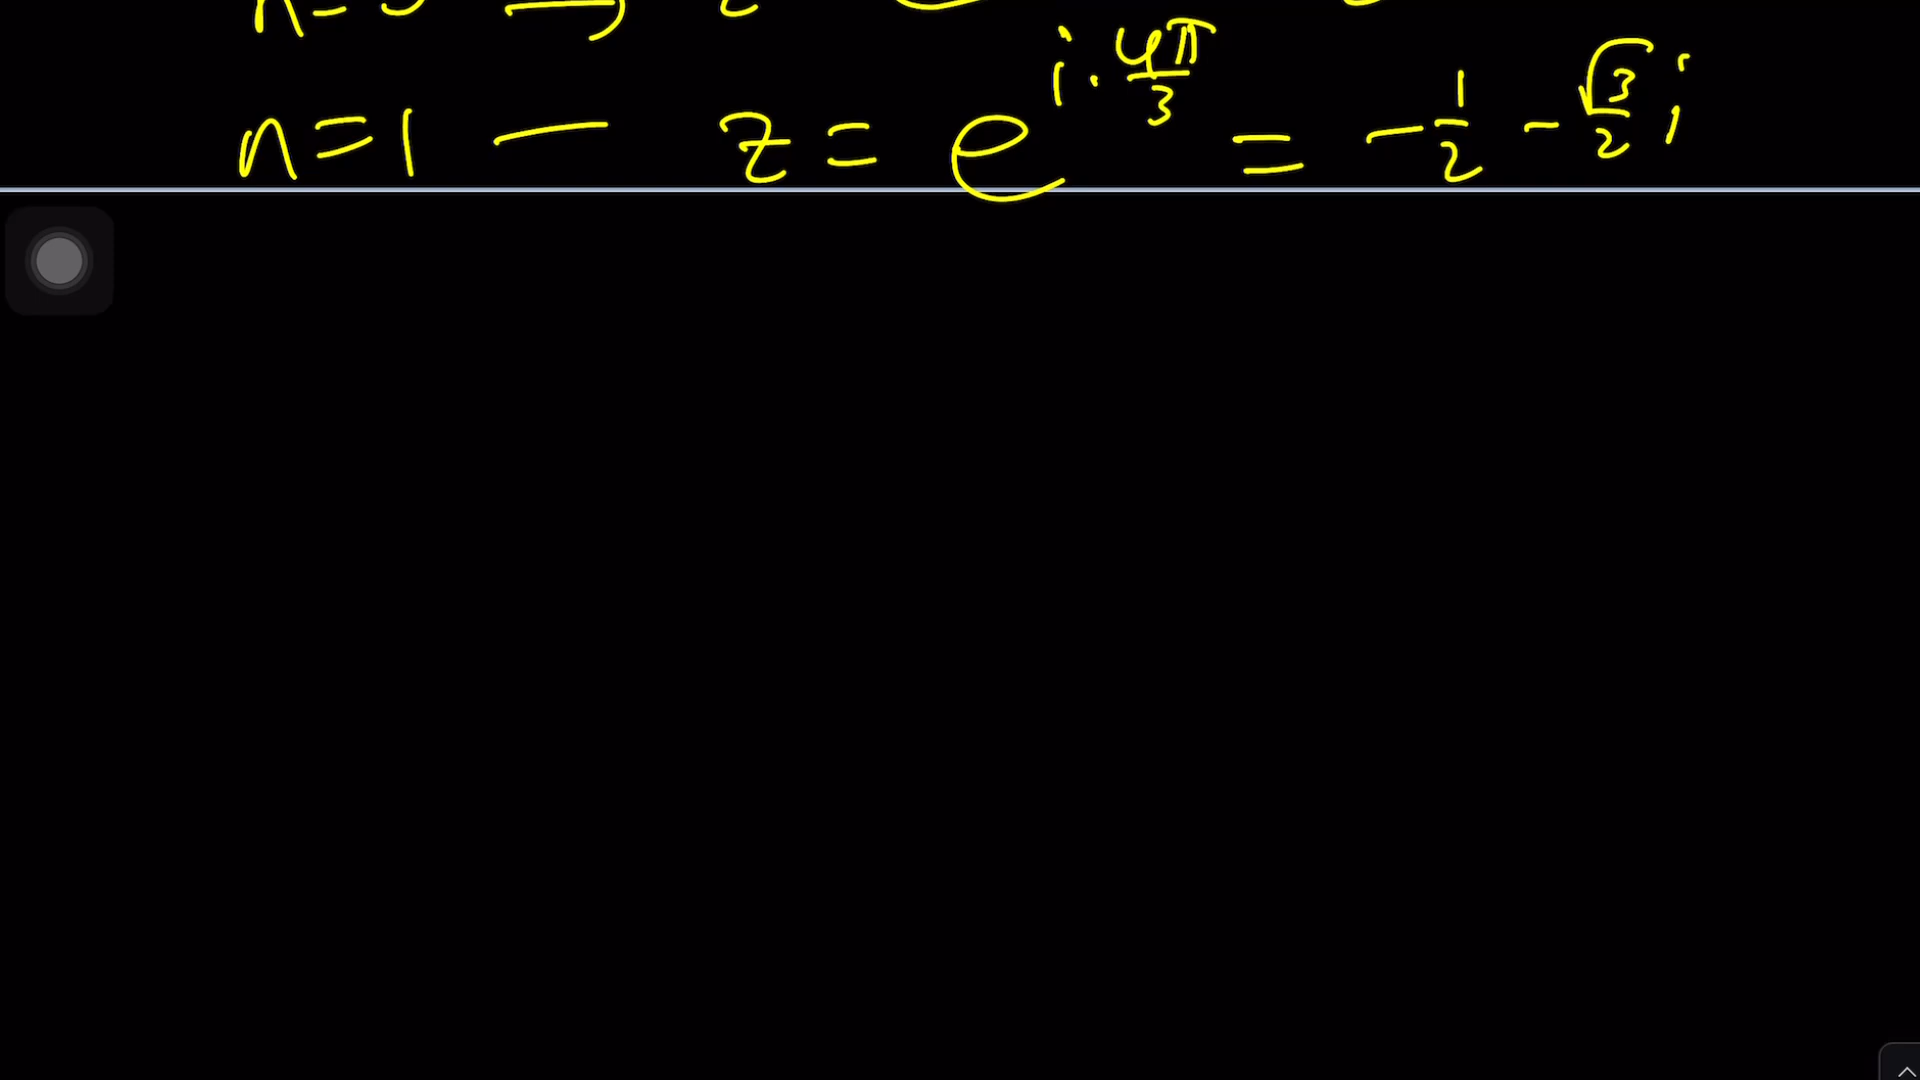 n = 1 — z = e^{i · 4π/3} = - 1/2 - √3/2 i